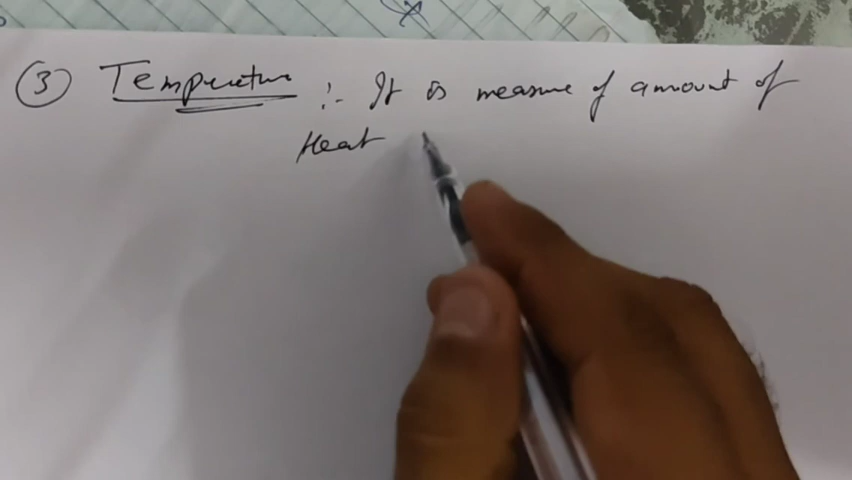 ③ Temperature :- It is measure of amount of
Heat